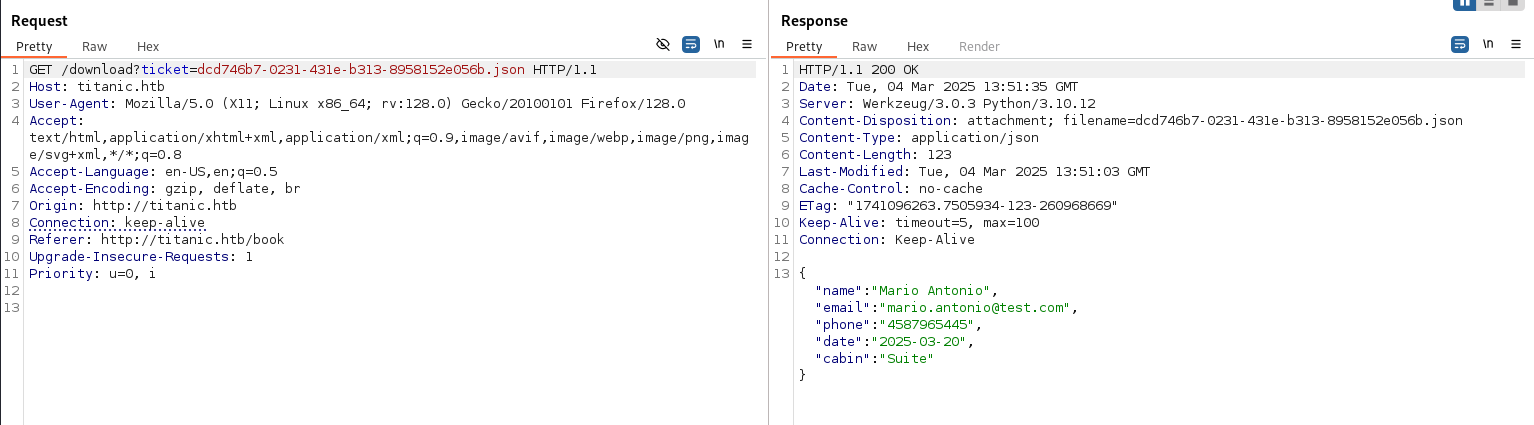 Request
Pretty Raw Hex
\n
1 GET /download?ticket=dcd746b7-0231-431e-b313-8958152e056b.json HTTP/1.1
2 Host: titanic.htb
3 User-Agent: Mozilla/5.0 (X11; Linux x86_64; rv:128.0) Gecko/20100101 Firefox/128.0
4 Accept:
text/html,application/xhtml+xml,application/xml;q=0.9,image/avif,image/webp,image/png,imag
e/svg+xml,*/*;q=0.8
5 Accept-Language: en-US,en;q=0.5
6 Accept-Encoding: gzip, deflate, br
7 Origin: http://titanic.htb
8 Connection: keep-alive
9 Referer: http://titanic.htb/book
10 Upgrade-Insecure-Requests: 1
11 Priority: u=0, i
12
13
Response
Pretty Raw Hex Render
\n
1 HTTP/1.1 200 OK
2 Date: Tue, 04 Mar 2025 13:51:35 GMT
3 Server: Werkzeug/3.0.3 Python/3.10.12
4 Content-Disposition: attachment; filename=dcd746b7-0231-431e-b313-8958152e056b.json
5 Content-Type: application/json
6 Content-Length: 123
7 Last-Modified: Tue, 04 Mar 2025 13:51:03 GMT
8 Cache-Control: no-cache
9 ETag: "1741096263.7505934-123-260968669"
10 Keep-Alive: timeout=5, max=100
11 Connection: Keep-Alive
12
13 {
"name":"Mario Antonio",
"email":"mario.antonio@test.com",
"phone":"4587965445",
"date":"2025-03-20",
"cabin":"Suite"
}